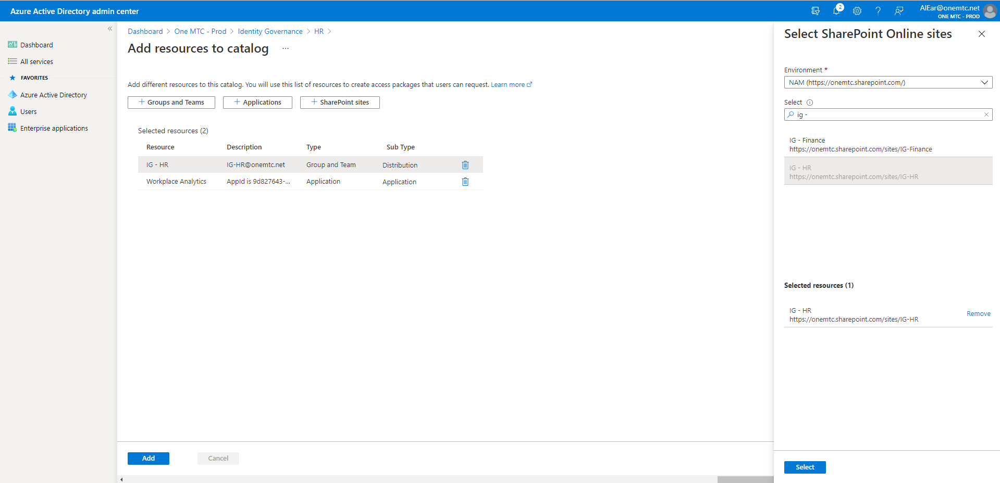 Azure Active Directory admin center
2
AlEar@onemtc.net
ONE MTC - PROD
Dashboard
All services
FAVORITES
Azure Active Directory
Users
Enterprise applications
Dashboard > One MTC - Prod > Identity Governance > HR >
Add resources to catalog ...
Add different resources to this catalog. You will use this list of resources to create access packages that users can request. Learn more
+ Groups and Teams + Applications + SharePoint sites
Selected resources (2)
Resource Description Type Sub Type
IG - HR IG-HR@onemtc.net Group and Team Distribution
Workplace Analytics AppId is 9d827643-... Application Application
Add Cancel
Select SharePoint Online sites
Environment *
NAM (https://onemtc.sharepoint.com/)
Select
ig -
IG - Finance
https://onemtc.sharepoint.com/sites/IG-Finance
IG - HR
https://onemtc.sharepoint.com/sites/IG-HR
Selected resources (1)
IG - HR
https://onemtc.sharepoint.com/sites/IG-HR
Remove
Select